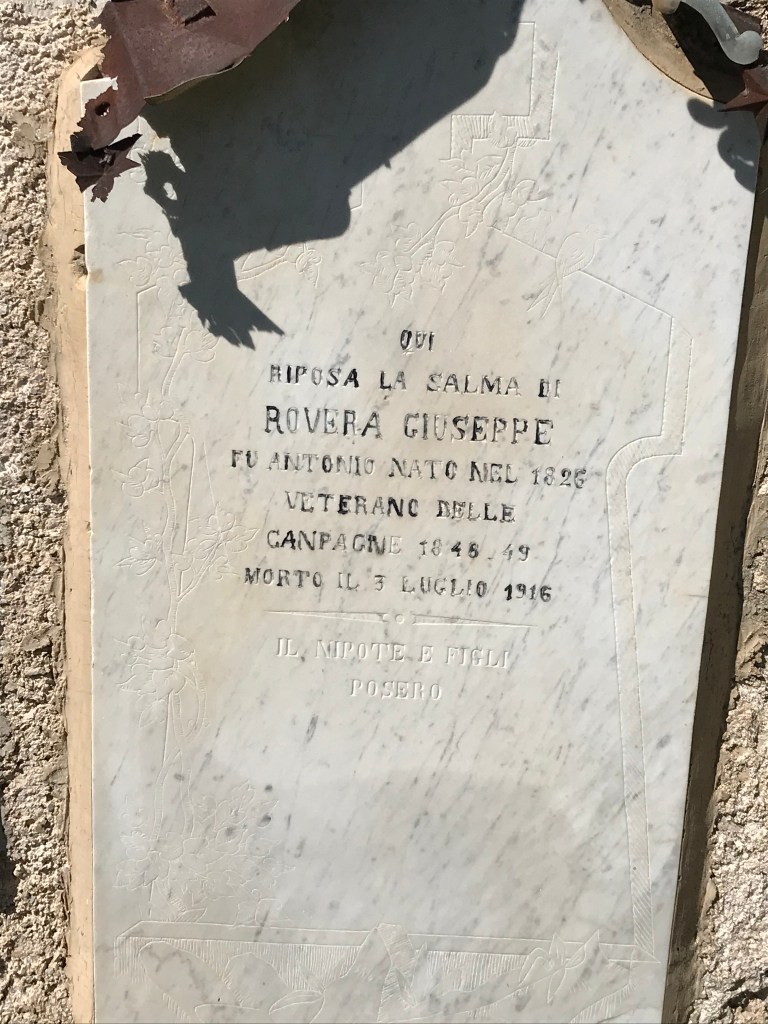 QUI
RIPOSA LA SALMA DI
ROVERA GIUSEPPE
FU ANTONIO NATO NEL 1826
VETERANO DELLE
CANPAGNE 1848-49
MORTO IL 3 LUGLIO 1916
IL NIPOTE E FIGLI
POSERO